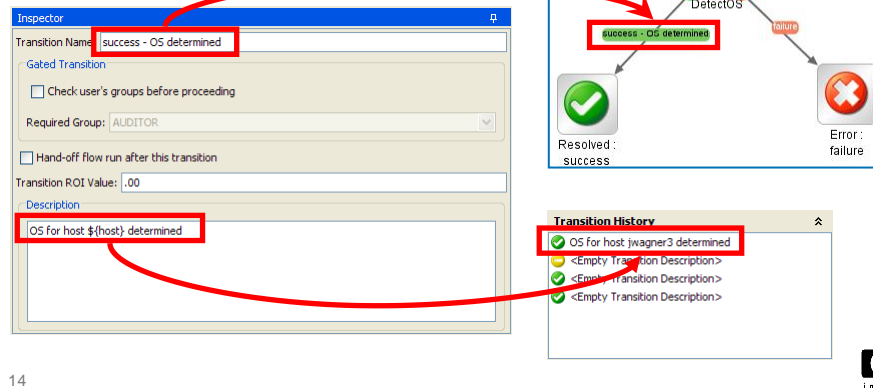 Inspector
Transition Name: success - OS determined
Gated Transition
Check user's groups before proceeding
Required Group: AUDITOR
Hand-off flow run after this transition
Transition ROI Value: .00
Description
OS for host ${host} determined
DetectOS
success - OS determined
failure
Resolved :
success
Error :
failure
Transition History
OS for host jwagner3 determined
<Empty Transition Description>
<Empty Transition Description>
<Empty Transition Description>
14